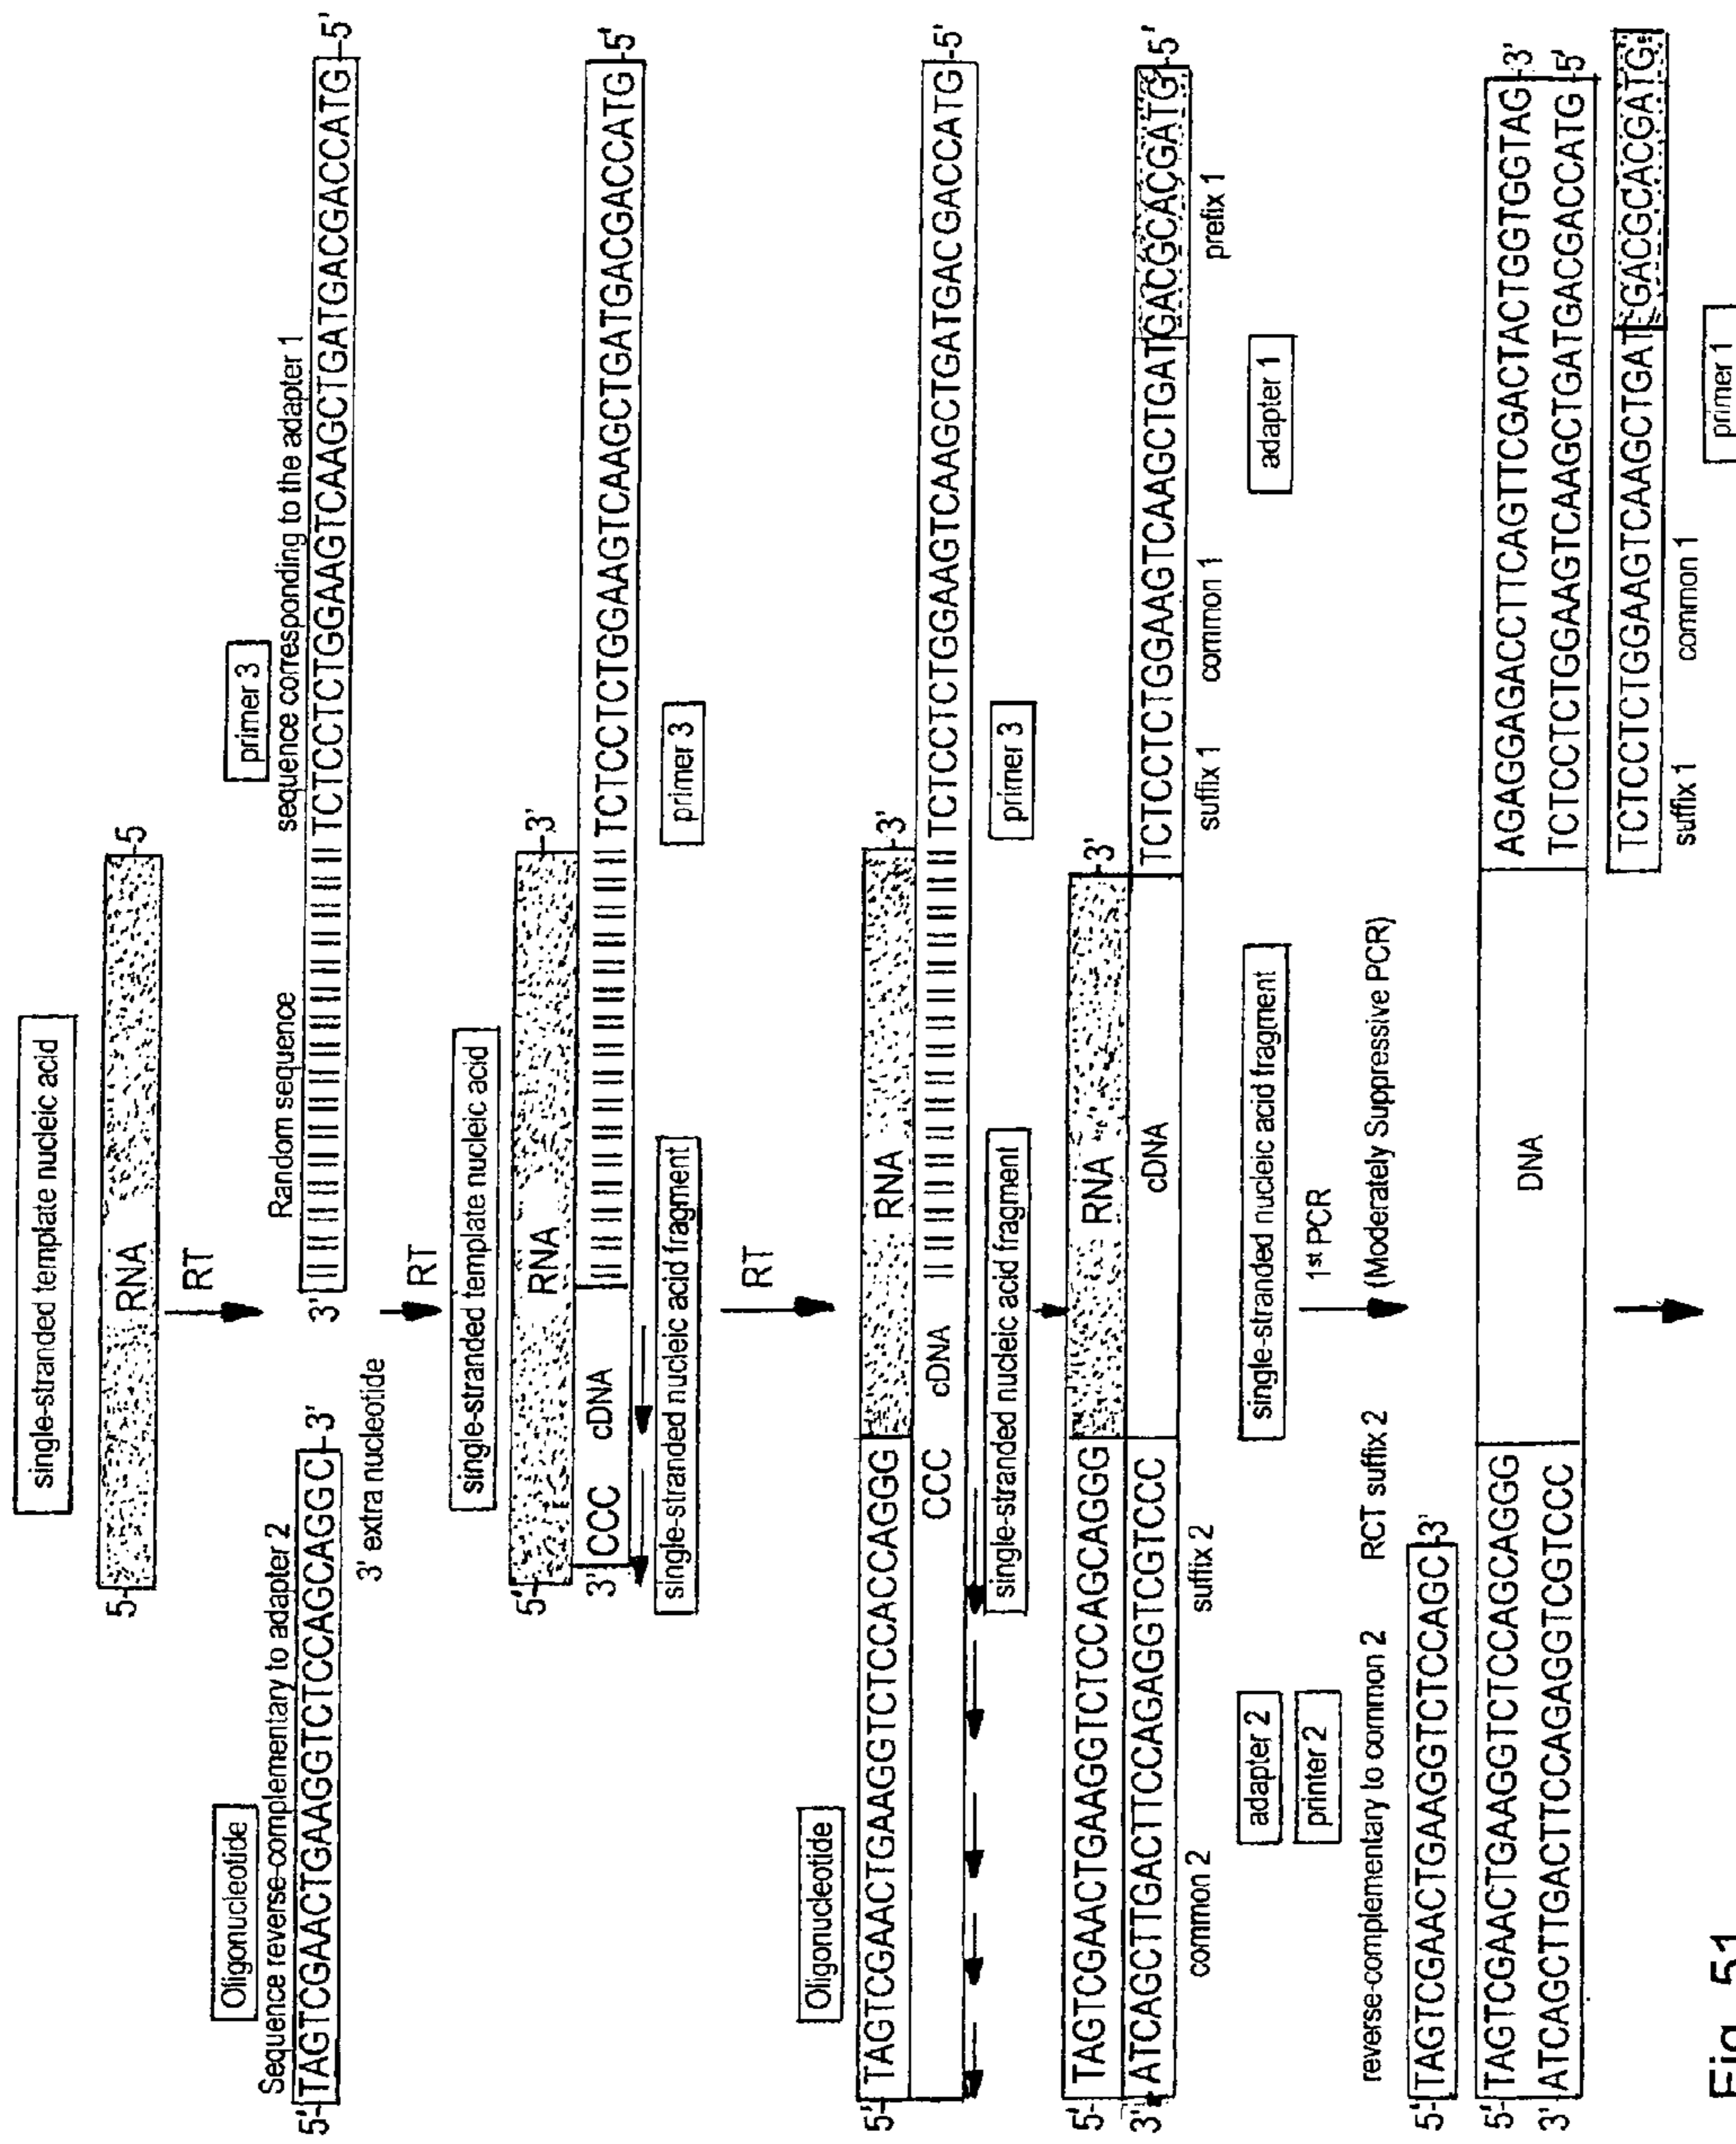 single-stranded template nucleic acid
5'- RNA -5
RT
Oligonucleotide
primer 3
Sequence reverse-complementary to adapter 2
Random sequence
sequence corresponding to the adapter 1
5' TAGTCGAACTGAAGGTCTCCAGCAGGC 3'
3' TCTCCTCTGGAAGTCAAGCTGATGACGACCATG 5'
3' extra nucleotide
RT
single-stranded template nucleic acid
5'- RNA -3'
3' CCC cDNA TCTCCTCTGGAAGTCAAGCTGATGACGACCATG 5'
single-stranded nucleic acid fragment
primer 3
RT
Oligonucleotide
5'- TAGTCGAACTGAAGGTCTCCACCAGGG RNA -3'
CCC cDNA TCTCCTCTGGAAGTCAAGCTGATGACGACCATG -5'
single-stranded nucleic acid fragment
primer 3
5'- TAGTCGAACTGAAGGTCTCCAGCAGGG RNA -3'
3'- ATCAGCTTGACTTCCAGAGGTCGTCCC cDNA TCTCCTCTGGAAGTCAAGCTGATGACGCACGATG -5'
common 2
suffix 2
suffix 1
common 1
prefix 1
adapter 2
single-stranded nucleic acid fragment
adapter 1
printer 2
1st PCR
reverse-complementary to common 2
RCT suffix 2
(Moderately Suppressive PCR)
5' TAGTCGAACTGAAGGTCTCCAGC 3'
5' TAGTCGAACTGAAGGTCTCCAGCAGGG DNA AGAGGAGACCTTCAGTTCGACTACTGGTGGTAG 3'
3' ATCAGCTTGACTTCCAGAGGTCGTCCC TCTCCTCTGGAAGTCAAGCTGATGACGACCATG 5'
TCTCCTCTGGAAGTCAAGCTGAT GACGCACGATG
suffix 1
common 1
primer 1
Fig. 51